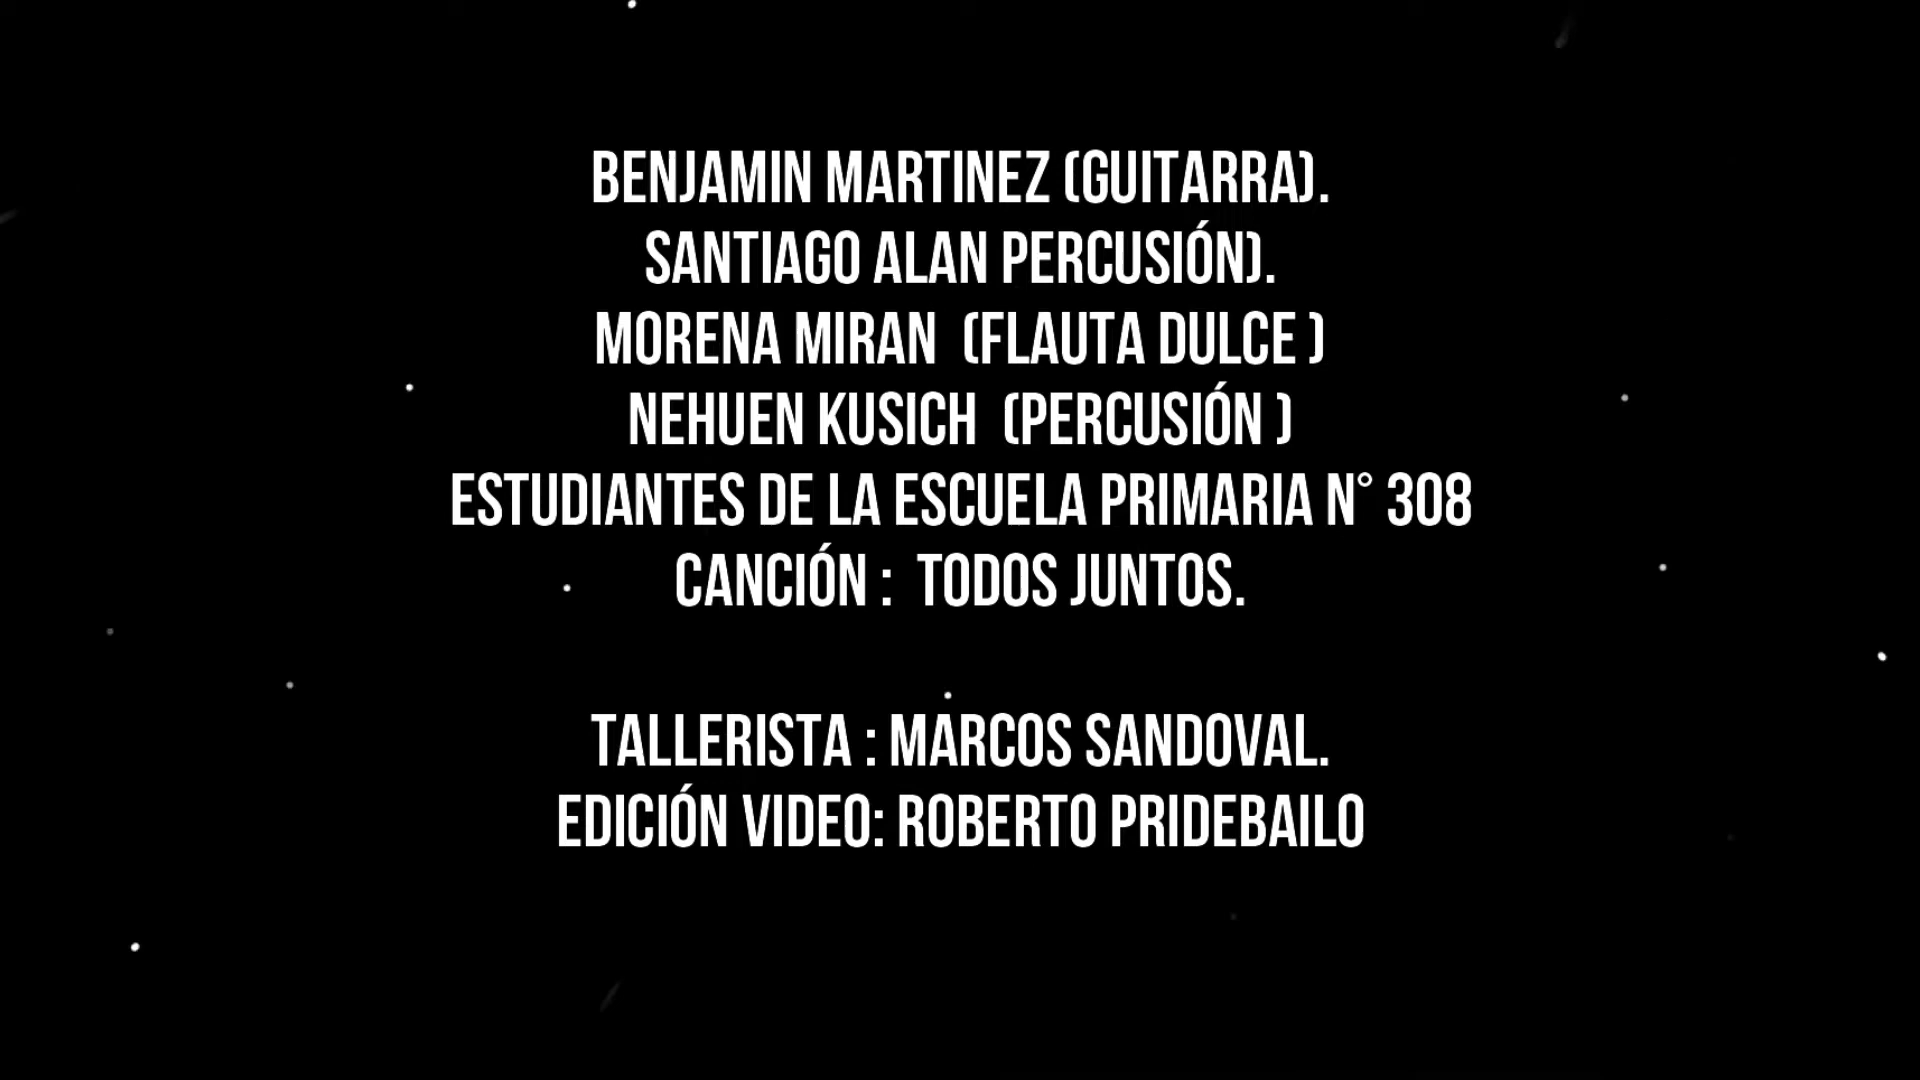 BENJAMIN MARTINEZ (GUITARRA).
SANTIAGO ALAN PERCUSIÓN).
MORENA MIRAN  (FLAUTA DULCE )
NEHUEN KUSICH  (PERCUSIÓN )
ESTUDIANTES DE LA ESCUELA PRIMARIA N° 308
CANCIÓN :  TODOS JUNTOS.
TALLERISTA : MARCOS SANDOVAL.
EDICIÓN VIDEO: ROBERTO PRIDEBAILO